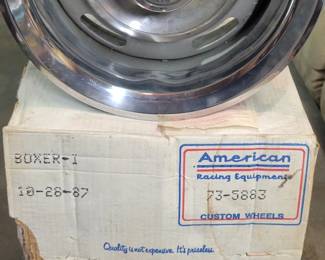 BOXER-I
10-28-87
American
Racing Equipment
73-5883
CUSTOM WHEELS
Quality is not expensive. It's priceless.